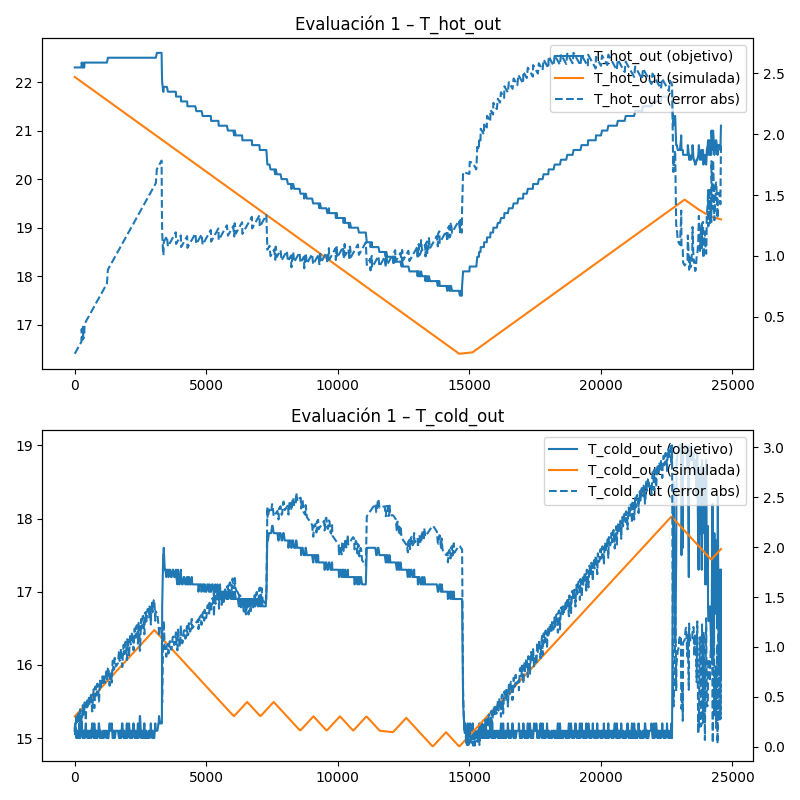 Evaluación 1 – T_hot_out
T_hot_out (objetivo)
T_hot_out (simulada)
T_hot_out (error abs)
22
21
20
19
18
17
2.5
2.0
1.5
1.0
0.5
0 5000 10000 15000 20000 25000
Evaluación 1 – T_cold_out
T_cold_out (objetivo)
T_cold_out (simulada)
T_cold_out (error abs)
19
18
17
16
15
3.0
2.5
2.0
1.5
1.0
0.5
0.0
0 5000 10000 15000 20000 25000